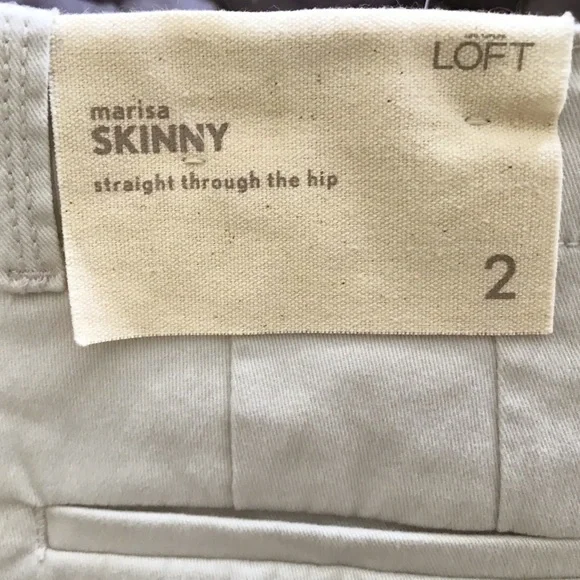 LOFT
marisa
SKINNY
straight through the hip
2